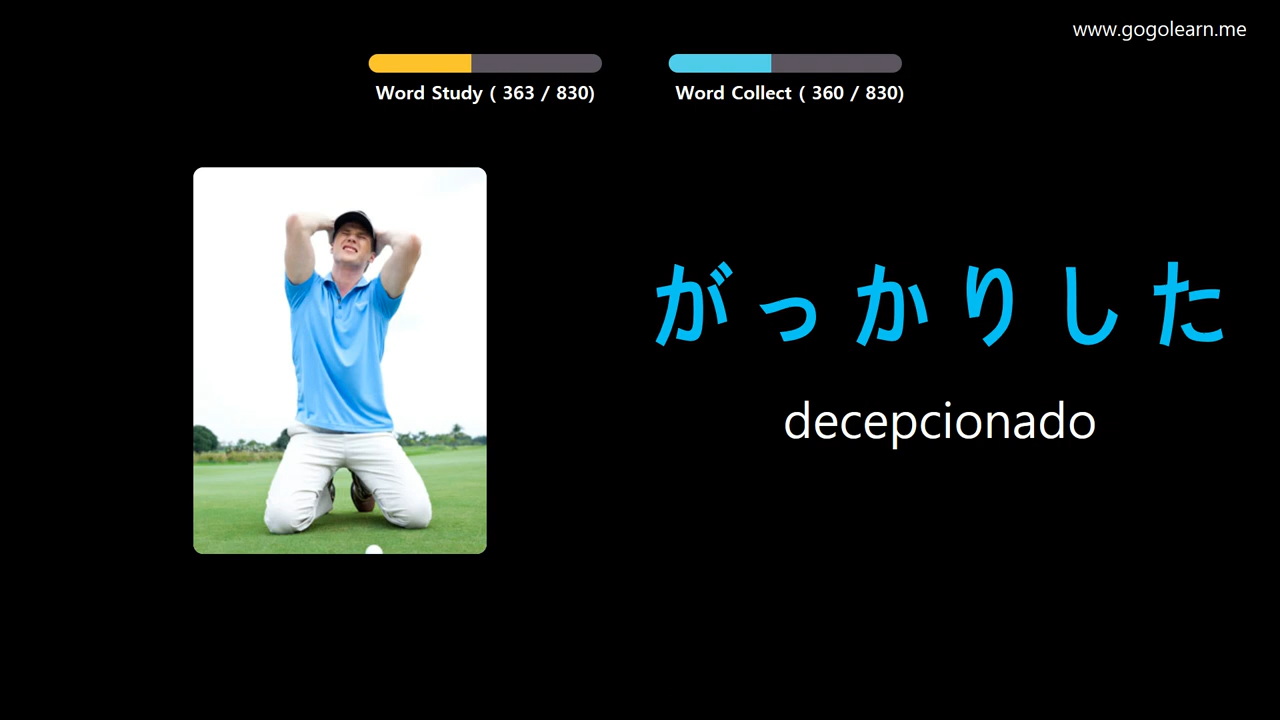 www.gogolearn.me
Word Study ( 363 / 830)
Word Collect ( 360 / 830)
がっかりした
decepcionado